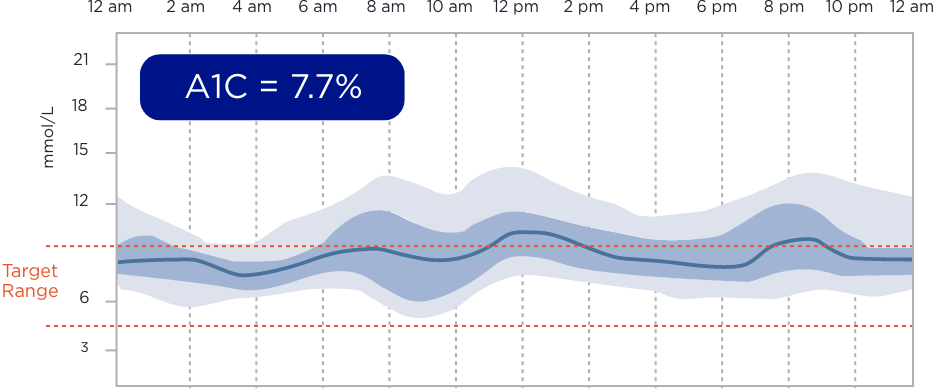 12 am 2 am 4 am 6 am 8 am 10 am 12 pm 2 pm 4 pm 6 pm 8 pm 10 pm 12 am
21
A1C = 7.7%
18
mmol/L
15
12
Target
Range
6
3